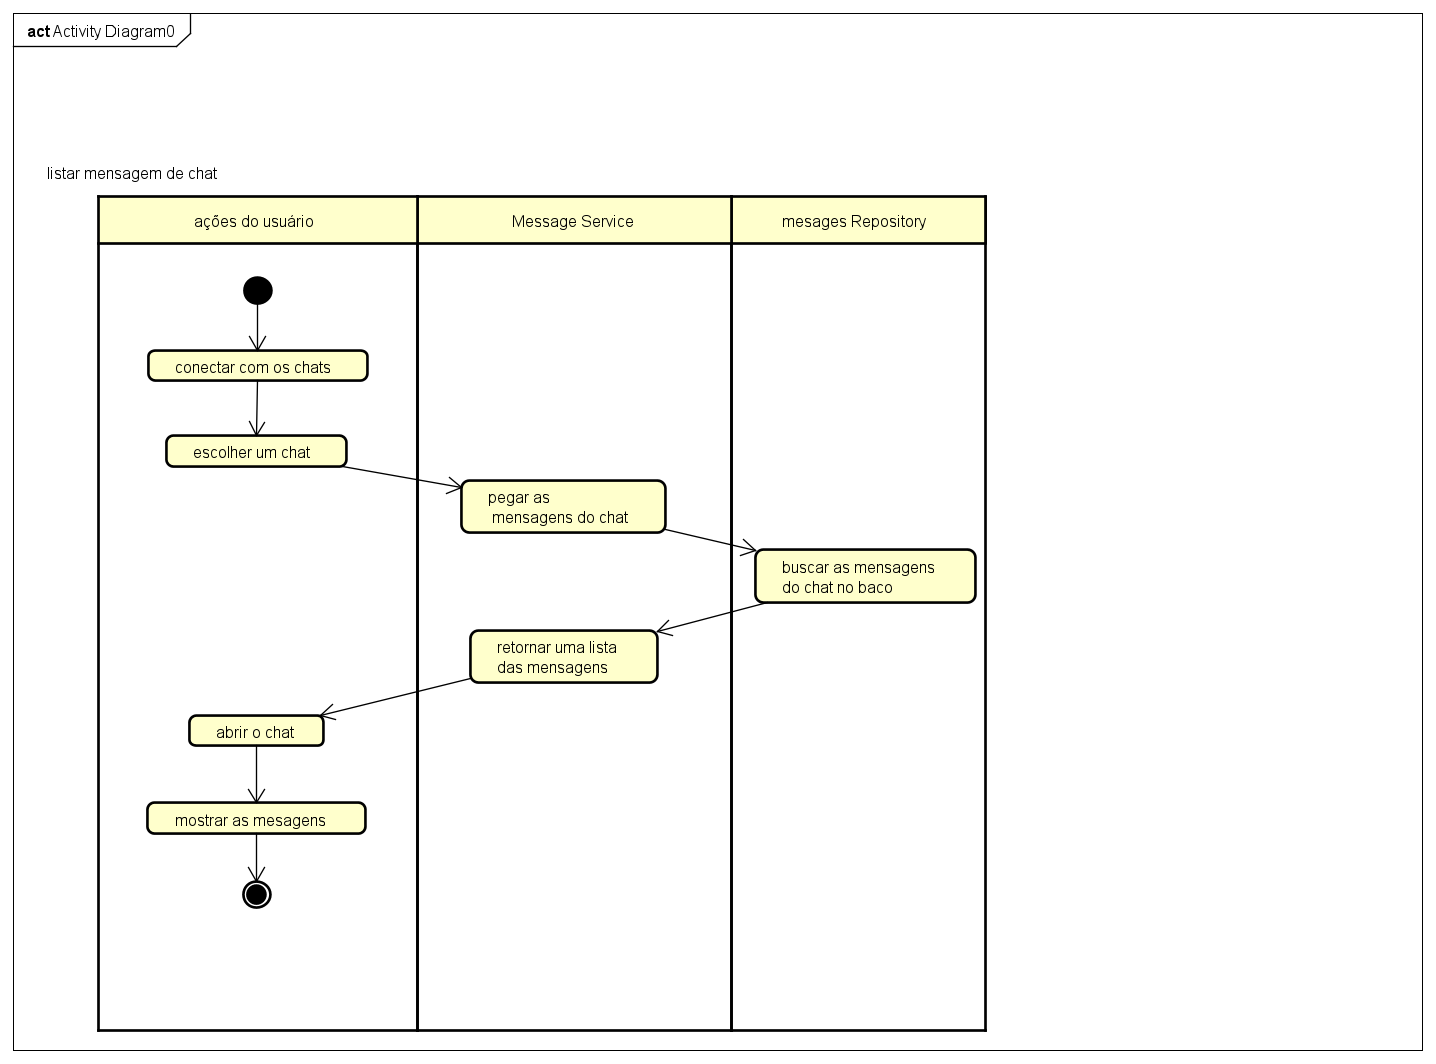 act Activity Diagram0
listar mensagem de chat
ações do usuário
Message Service
mesages Repository
conectar com os chats
escolher um chat
pegar as
mensagens do chat
buscar as mensagens
do chat no baco
retornar uma lista
das mensagens
abrir o chat
mostrar as mesagens